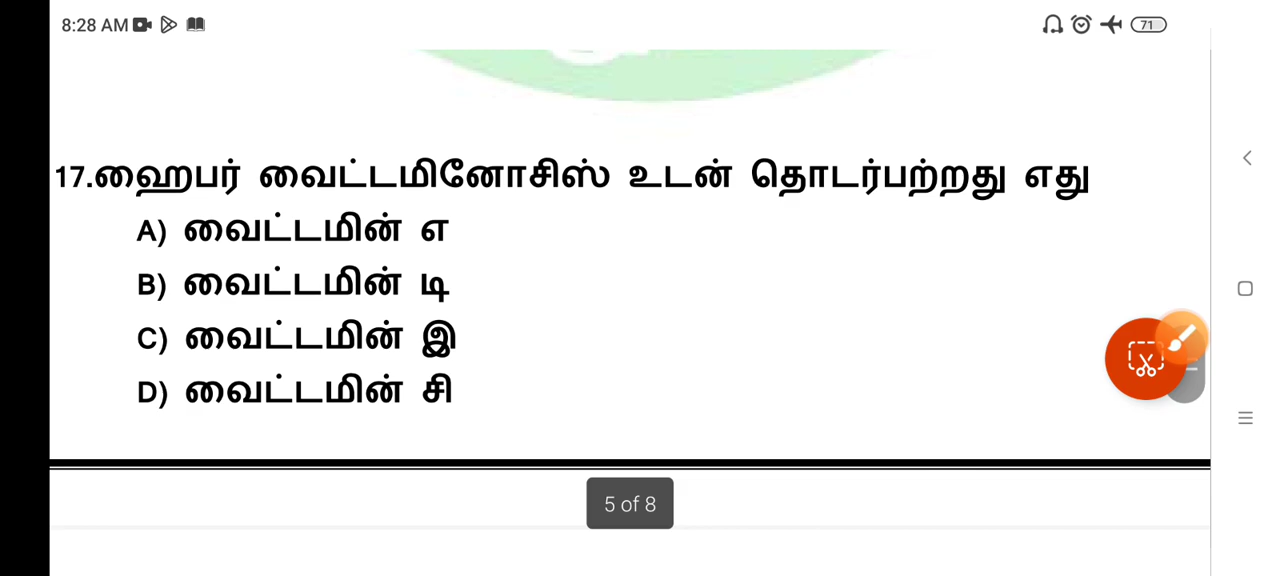 8:28 AM
71
17.ஹைபர் வைட்டமினோசிஸ் உடன் தொடர்பற்றது எது
A) வைட்டமின் எ
B) வைட்டமின் டி
C) வைட்டமின் இ
D) வைட்டமின் சி
5 of 8